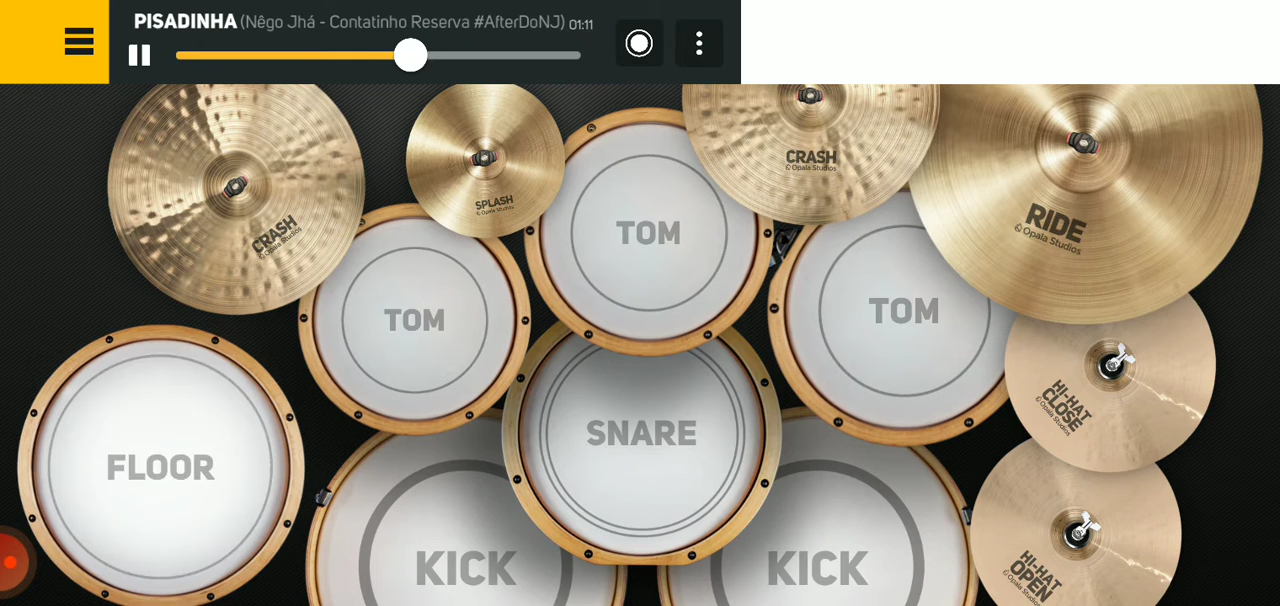 PISADINHA (Nêgo Jhá - Contatinho Reserva #AfterDoNJ) 01:11
CRASH
© Opala Studios
SPLASH
© Opala Studios
CRASH
© Opala Studios
RIDE
© Opala Studios
TOM
TOM
TOM
HI-HAT
CLOSE
© Opala Studios
FLOOR
SNARE
KICK
KICK
HI-HAT
OPEN
© Opala Studios